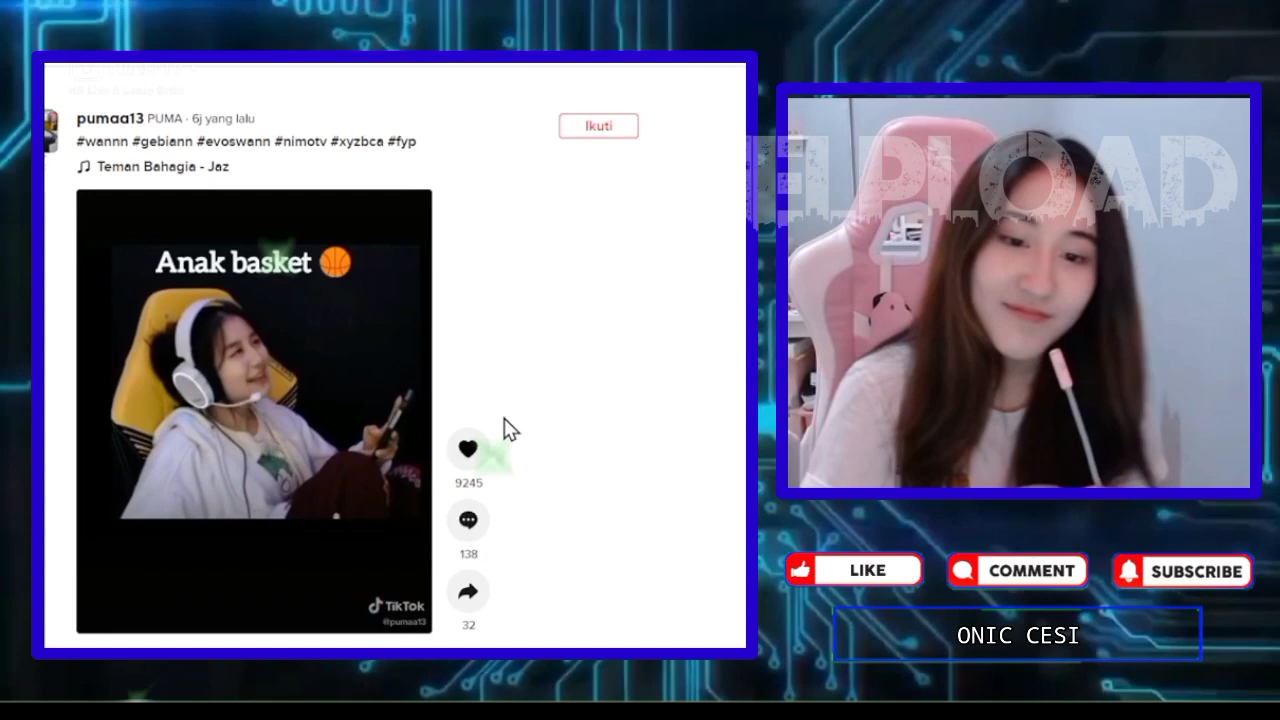 pumaa13 PUMA · 6j yang lalu
Ikuti
#wannn #gebiann #evoswann #nimotv #xyzbca #fyp
Teman Bahagia - Jaz
Anak basket
9245
138
32
TikTok
@pumaa13
LIKE
COMMENT
SUBSCRIBE
ONIC CESI